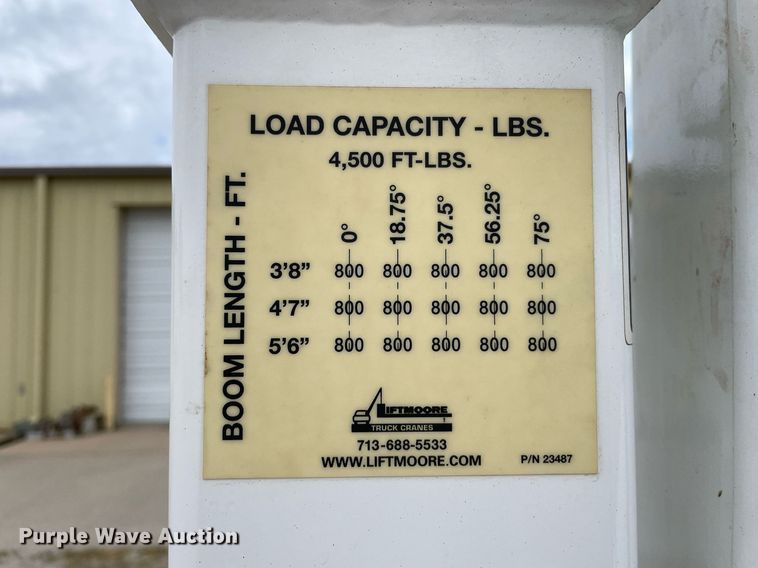 LOAD CAPACITY - LBS.
4,500 FT-LBS.
BOOM LENGTH - FT.
0° 18.75° 37.5° 56.25° 75°
3'8" 800 800 800 800 800
4'7" 800 800 800 800 800
5'6" 800 800 800 800 800
LIFTMOORE
TRUCK CRANES
713-688-5533
WWW.LIFTMOORE.COM P/N 23487
Purple Wave Auction